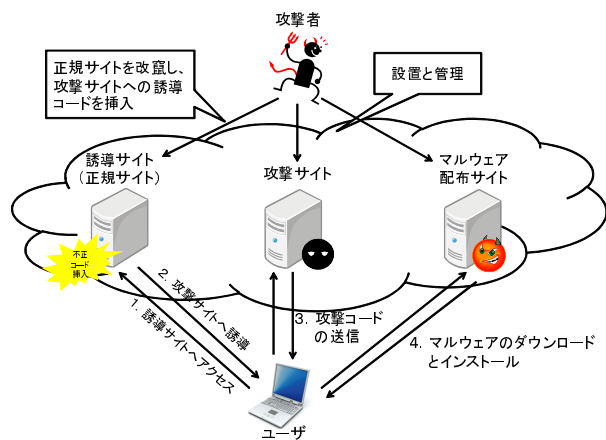 攻撃者
正規サイトを改竄し、
攻撃サイトへの誘導
コードを挿入
設置と管理
誘導サイト
（正規サイト）
攻撃サイト
マルウェア
配布サイト
不正
コード
挿入
1. 誘導サイトへアクセス
2. 攻撃サイトへ誘導
3. 攻撃コード
の送信
4. マルウェアのダウンロード
とインストール
ユーザ